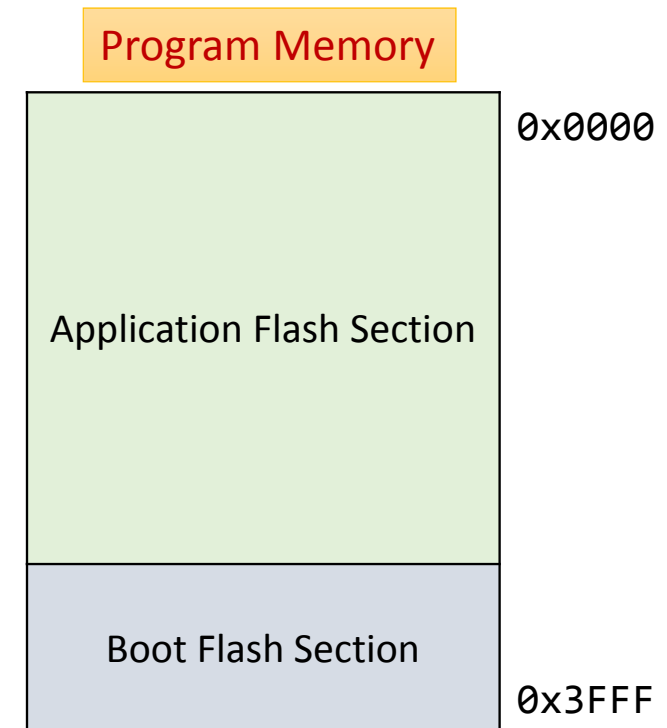 Program Memory
0x0000
Application Flash Section
Boot Flash Section
0x3FFF